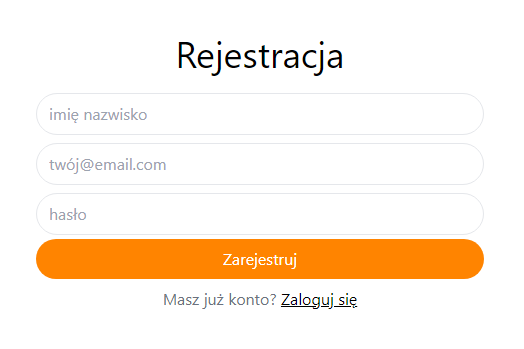 Rejestracja
imię nazwisko
twój@email.com
hasło
Zarejestruj
Masz już konto? Zaloguj się